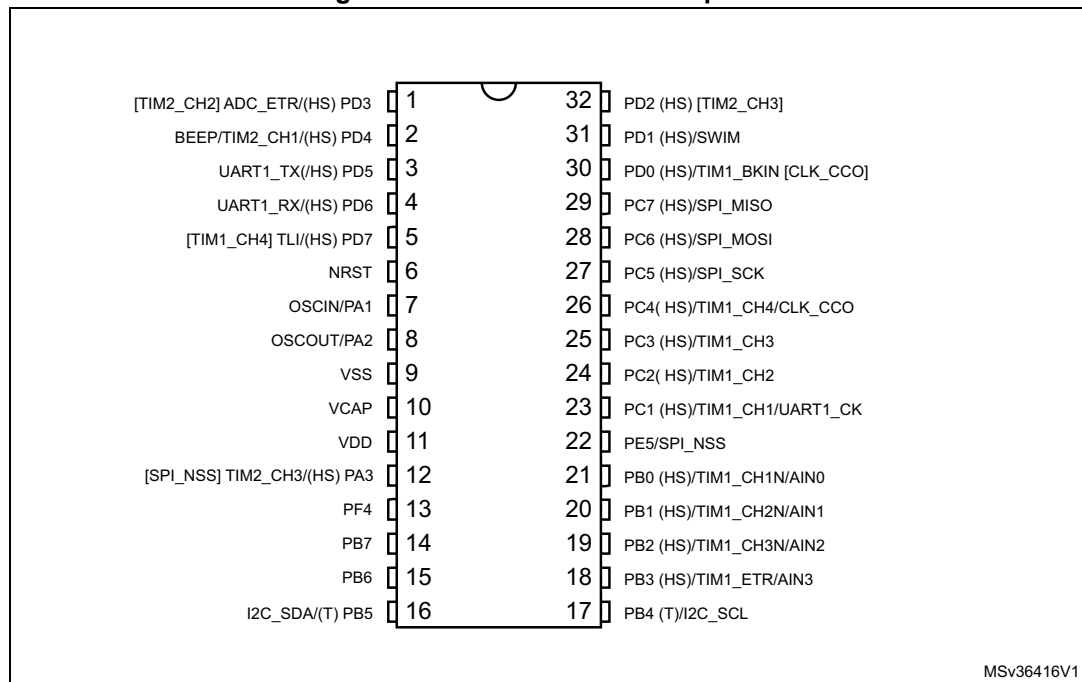 [TIM2_CH2] ADC_ETR/(HS) PD3 1 32 PD2 (HS) [TIM2_CH3]
BEEP/TIM2_CH1/(HS) PD4 2 31 PD1 (HS)/SWIM
UART1_TX(/HS) PD5 3 30 PD0 (HS)/TIM1_BKIN [CLK_CCO]
UART1_RX/(HS) PD6 4 29 PC7 (HS)/SPI_MISO
[TIM1_CH4] TLI/(HS) PD7 5 28 PC6 (HS)/SPI_MOSI
NRST 6 27 PC5 (HS)/SPI_SCK
OSCIN/PA1 7 26 PC4( HS)/TIM1_CH4/CLK_CCO
OSCOUT/PA2 8 25 PC3 (HS)/TIM1_CH3
VSS 9 24 PC2( HS)/TIM1_CH2
VCAP 10 23 PC1 (HS)/TIM1_CH1/UART1_CK
VDD 11 22 PE5/SPI_NSS
[SPI_NSS] TIM2_CH3/(HS) PA3 12 21 PB0 (HS)/TIM1_CH1N/AIN0
PF4 13 20 PB1 (HS)/TIM1_CH2N/AIN1
PB7 14 19 PB2 (HS)/TIM1_CH3N/AIN2
PB6 15 18 PB3 (HS)/TIM1_ETR/AIN3
I2C_SDA/(T) PB5 16 17 PB4 (T)/I2C_SCL
MSv36416V1